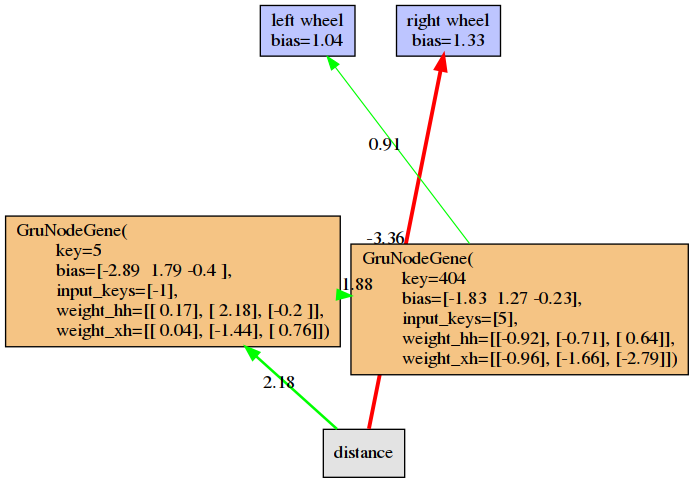 left wheel
bias=1.04
right wheel
bias=1.33
0.91
-3.36
GruNodeGene(
key=5
bias=[-2.89  1.79 -0.4 ],
input_keys=[-1],
weight_hh=[[ 0.17], [ 2.18], [-0.2 ]],
weight_xh=[[ 0.04], [-1.44], [ 0.76]])
1.88
GruNodeGene(
key=404
bias=[-1.83  1.27 -0.23],
input_keys=[5],
weight_hh=[[-0.92], [-0.71], [ 0.64]],
weight_xh=[[-0.96], [-1.66], [-2.79]])
2.18
distance